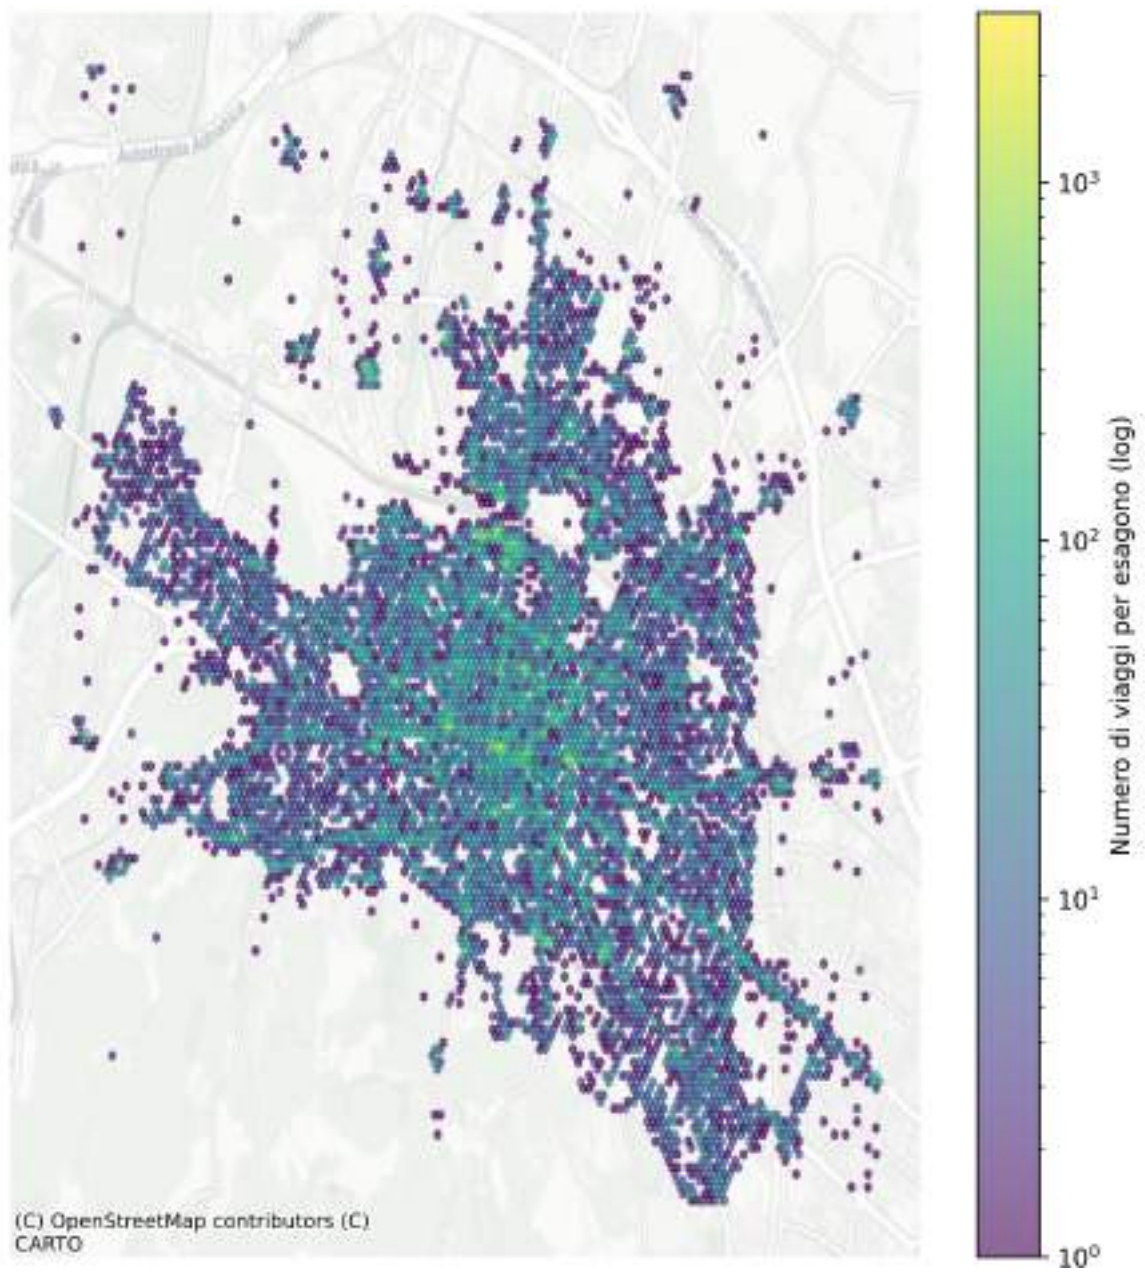 10³
10²
10¹
10⁰
Numero di viaggi per esagono (log)
(C) OpenStreetMap contributors (C)
CARTO